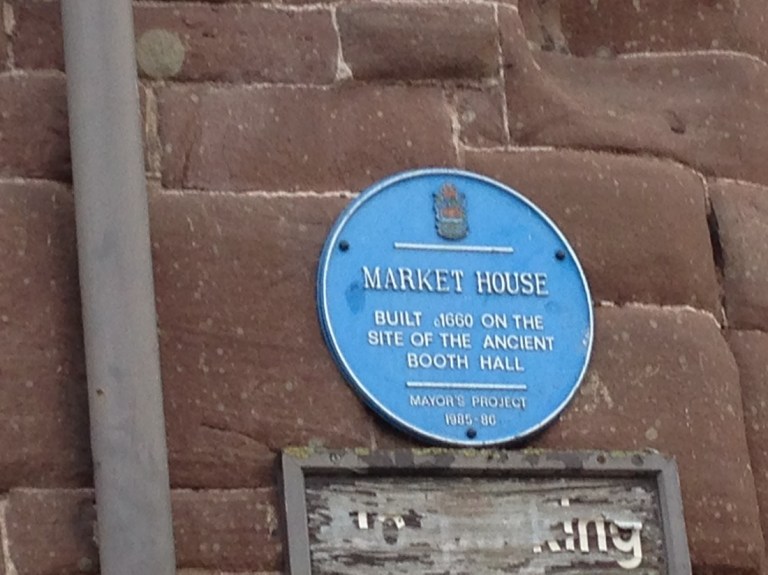 MARKET HOUSE
BUILT c1660 ON THE
SITE OF THE ANCIENT
BOOTH HALL
MAYOR'S PROJECT
1985-86